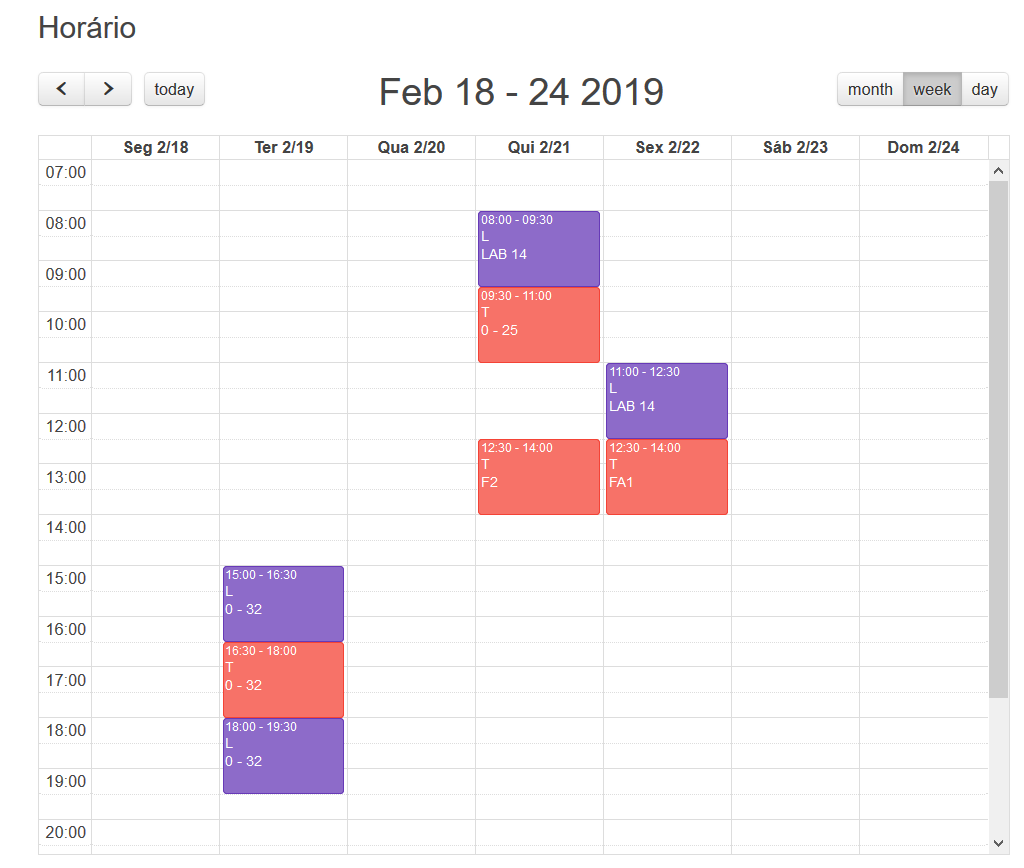 Horário
today
Feb 18 - 24 2019
month week day
Seg 2/18 Ter 2/19 Qua 2/20 Qui 2/21 Sex 2/22 Sáb 2/23 Dom 2/24
07:00
08:00
08:00 - 09:30
L
LAB 14
09:00
09:30 - 11:00
T
0 - 25
10:00
11:00
11:00 - 12:30
L
LAB 14
12:00
12:30 - 14:00
T
F2
12:30 - 14:00
T
FA1
13:00
14:00
15:00
15:00 - 16:30
L
0 - 32
16:00
16:30 - 18:00
T
0 - 32
17:00
18:00
18:00 - 19:30
L
0 - 32
19:00
20:00